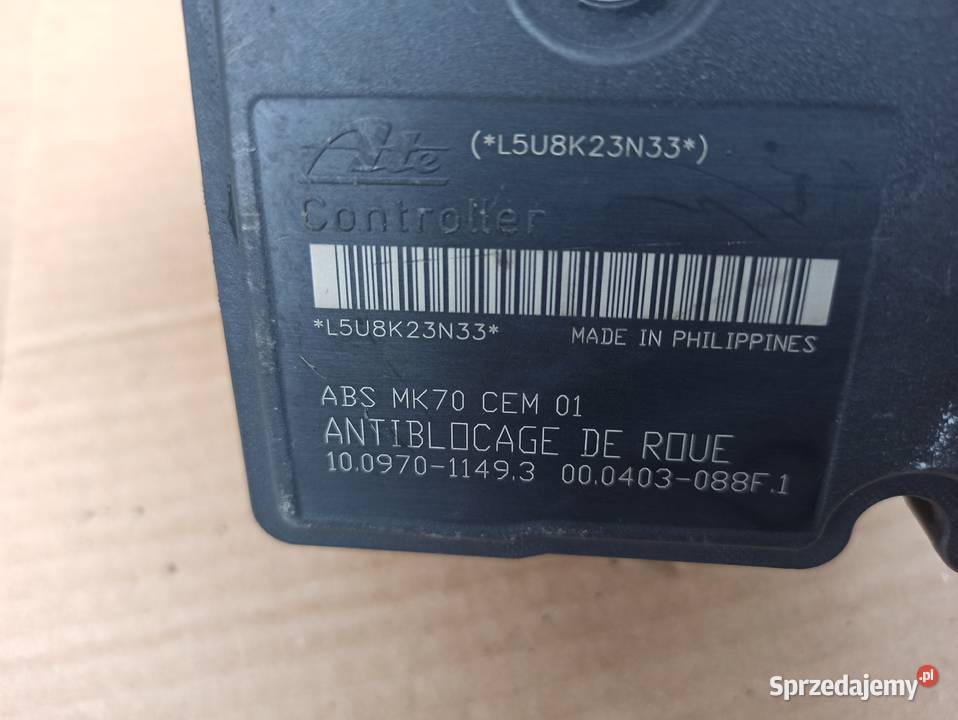 Ate (*L5U8K23N33*)
Controller
*L5U8K23N33* MADE IN PHILIPPINES
ABS MK70 CEM 01
ANTIBLOCAGE DE ROUE
10.0970-1149.3 00.0403-088F.1
Sprzedajemy.pl